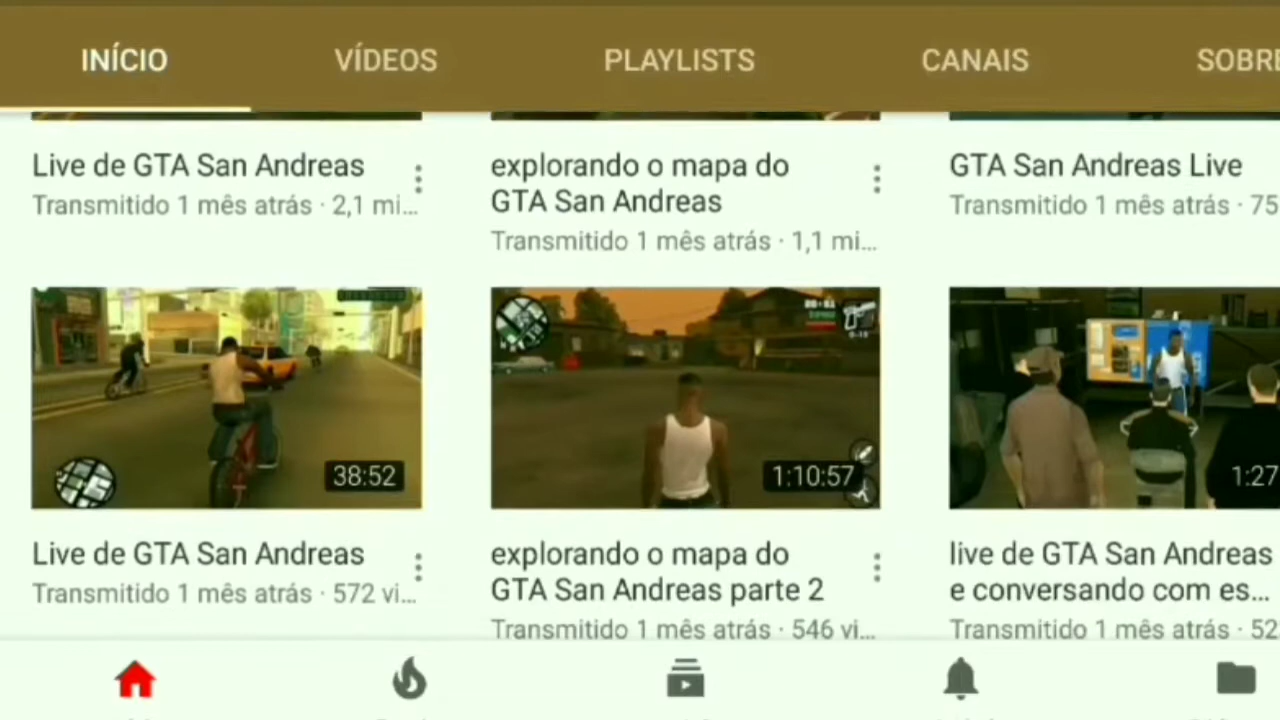 INÍCIO VÍDEOS PLAYLISTS CANAIS SOBRE
Live de GTA San Andreas
Transmitido 1 mês atrás · 2,1 mi...
explorando o mapa do
GTA San Andreas
Transmitido 1 mês atrás · 1,1 mi...
GTA San Andreas Live
Transmitido 1 mês atrás · 75
38:52
1:10:57
1:27
Live de GTA San Andreas
Transmitido 1 mês atrás · 572 vi...
explorando o mapa do
GTA San Andreas parte 2
Transmitido 1 mês atrás · 546 vi...
live de GTA San Andreas
e conversando com es...
Transmitido 1 mês atrás · 52